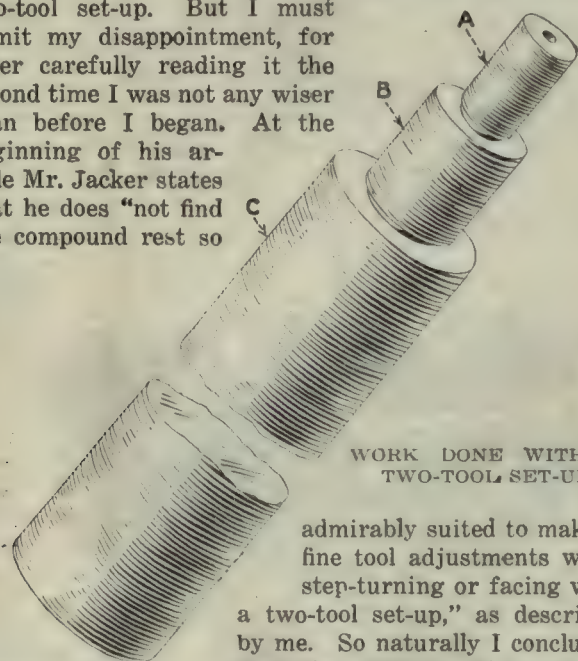 two-tool set-up. But I must
mit my disappointment, for
er carefully reading it the
ond time I was not any wiser
an before I began. At the
ginning of his ar-
le Mr. Jacker states
at he does "not find
compound rest so
A
B
C
WORK DONE WITH
TWO-TOOL SET-UP
admirably suited to mak
fine tool adjustments w
step-turning or facing v
a two-tool set-up," as descri
by me. So naturally I conclu